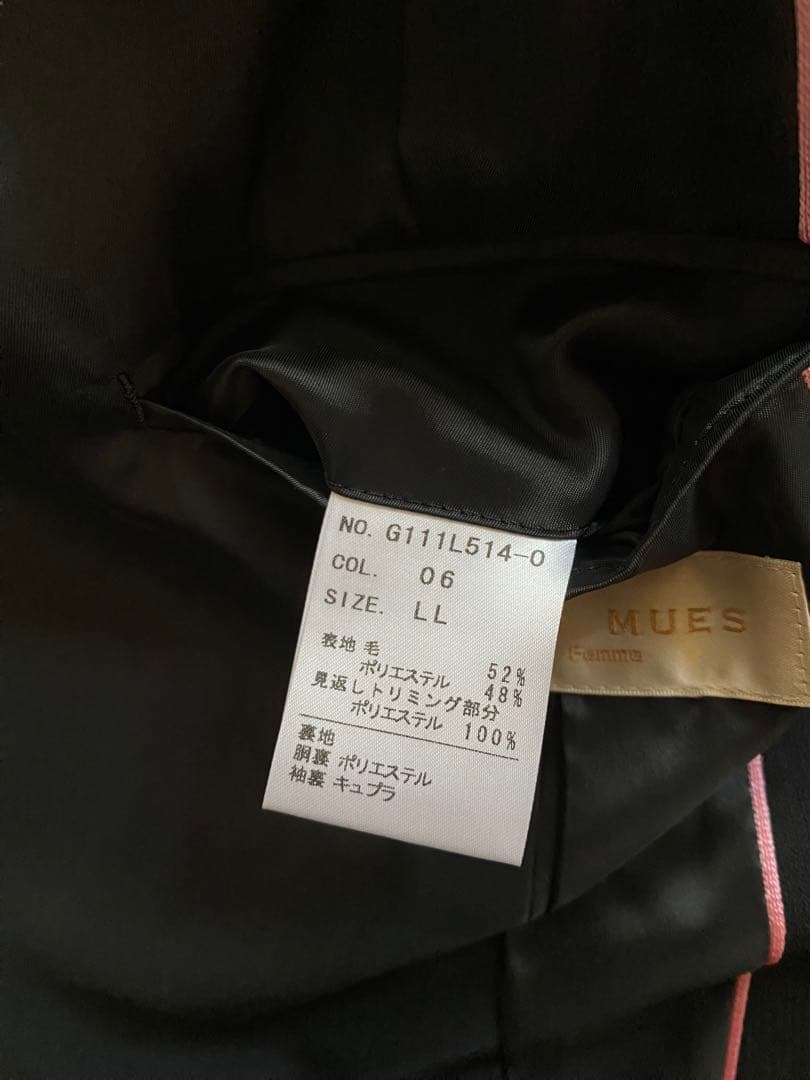 NO. G111L514-0
COL. 06
SIZE. LL
表地 毛 52%
ポリエステル 48%
見返しトリミング部分
ポリエステル 100%
裏地
胴裏 ポリエステル
袖裏 キュプラ
MUES
Femme